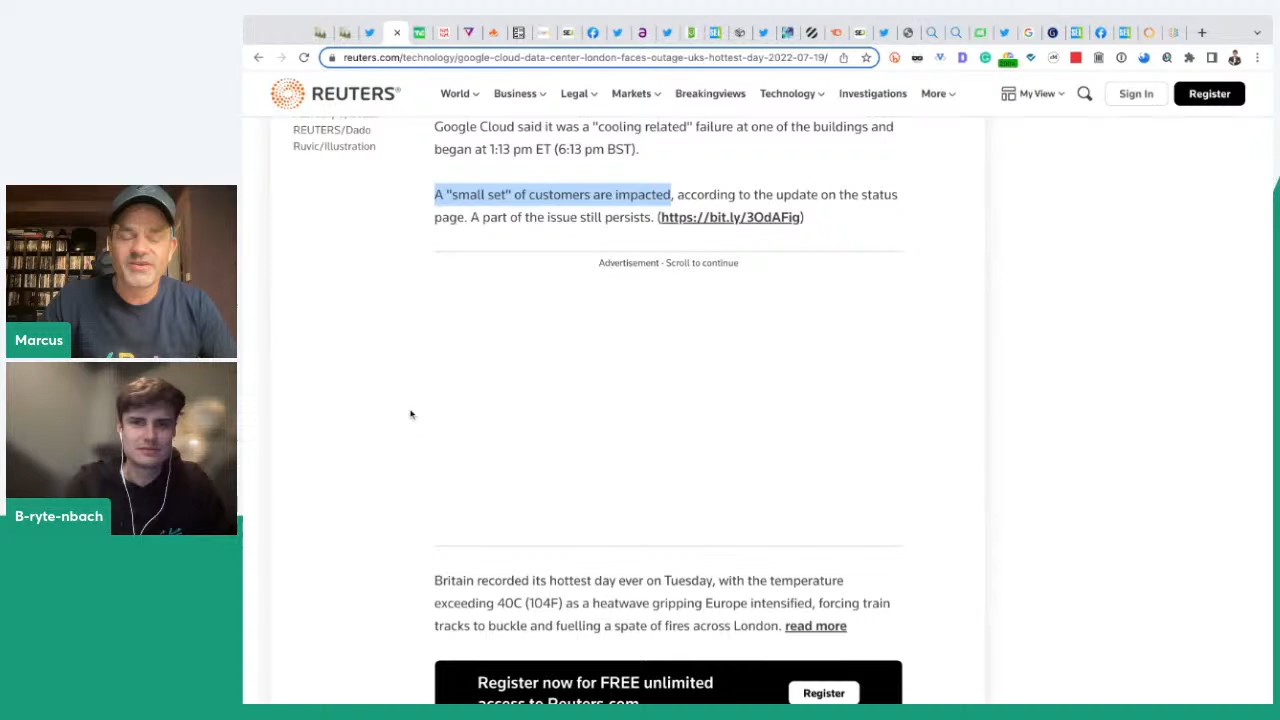 reuters.com/technology/google-cloud-data-center-london-faces-outage-uks-hottest-day-2022-07-19/
REUTERS®
World
Business
Legal
Markets
Breakingviews
Technology
Investigations
More
My View
Sign In
Register
REUTERS/Dado
Ruvic/Illustration
Google Cloud said it was a "cooling related" failure at one of the buildings and
began at 1:13 pm ET (6:13 pm BST).
A "small set" of customers are impacted, according to the update on the status
page. A part of the issue still persists. (https://bit.ly/3OdAFig)
Advertisement · Scroll to continue
Britain recorded its hottest day ever on Tuesday, with the temperature
exceeding 40C (104F) as a heatwave gripping Europe intensified, forcing train
tracks to buckle and fuelling a spate of fires across London. read more
Register now for FREE unlimited
access to Reuters.com
Register
Marcus
B-ryte-nbach